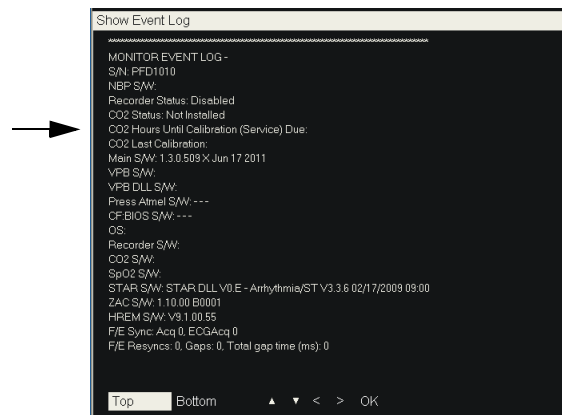 Show Event Log
****************************************************************************************
MONITOR EVENT LOG -
S/N: PFD1010
NBP S/W:
Recorder Status: Disabled
CO2 Status: Not Installed
CO2 Hours Until Calibration (Service) Due:
CO2 Last Calibration:
Main S/W: 1.3.0.509 X Jun 17 2011
VPB S/W:
VPB DLL S/W:
Press Atmel S/W: ---
CF:BIOS S/W: ---
OS:
Recorder S/W:
CO2 S/W:
SpO2 S/W:
STAR S/W: STAR DLL V0.E - Arrhythmia/ST V3.3.6 02/17/2009 09:00
ZAC S/W: 1.10.00 B0001
HREM S/W: V9.1.00.55
F/E Sync: Acq 0, ECGAcq 0
F/E Resyncs: 0, Gaps: 0, Total gap time (ms): 0
Top Bottom ▲ ▼ < > OK